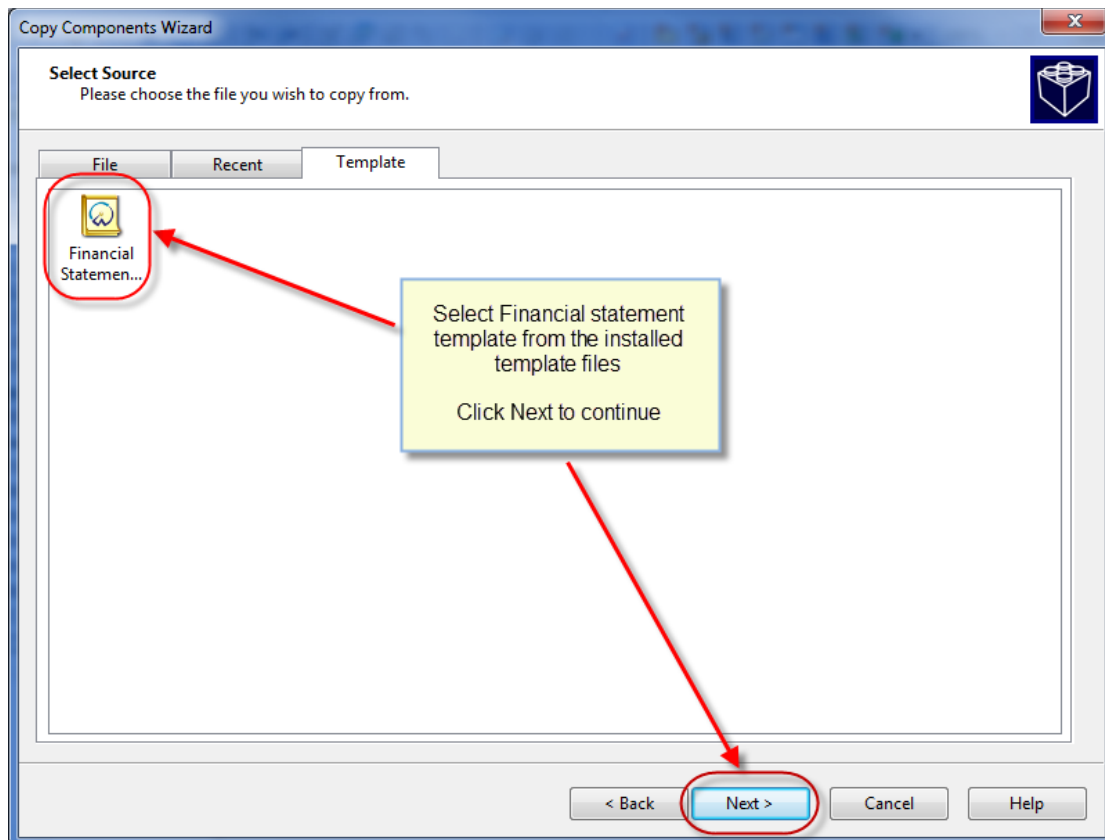 Copy Components Wizard
Select Source
Please choose the file you wish to copy from.
File
Recent
Template
Financial
Statemen...
Select Financial statement
template from the installed
template files
Click Next to continue
< Back
Next >
Cancel
Help